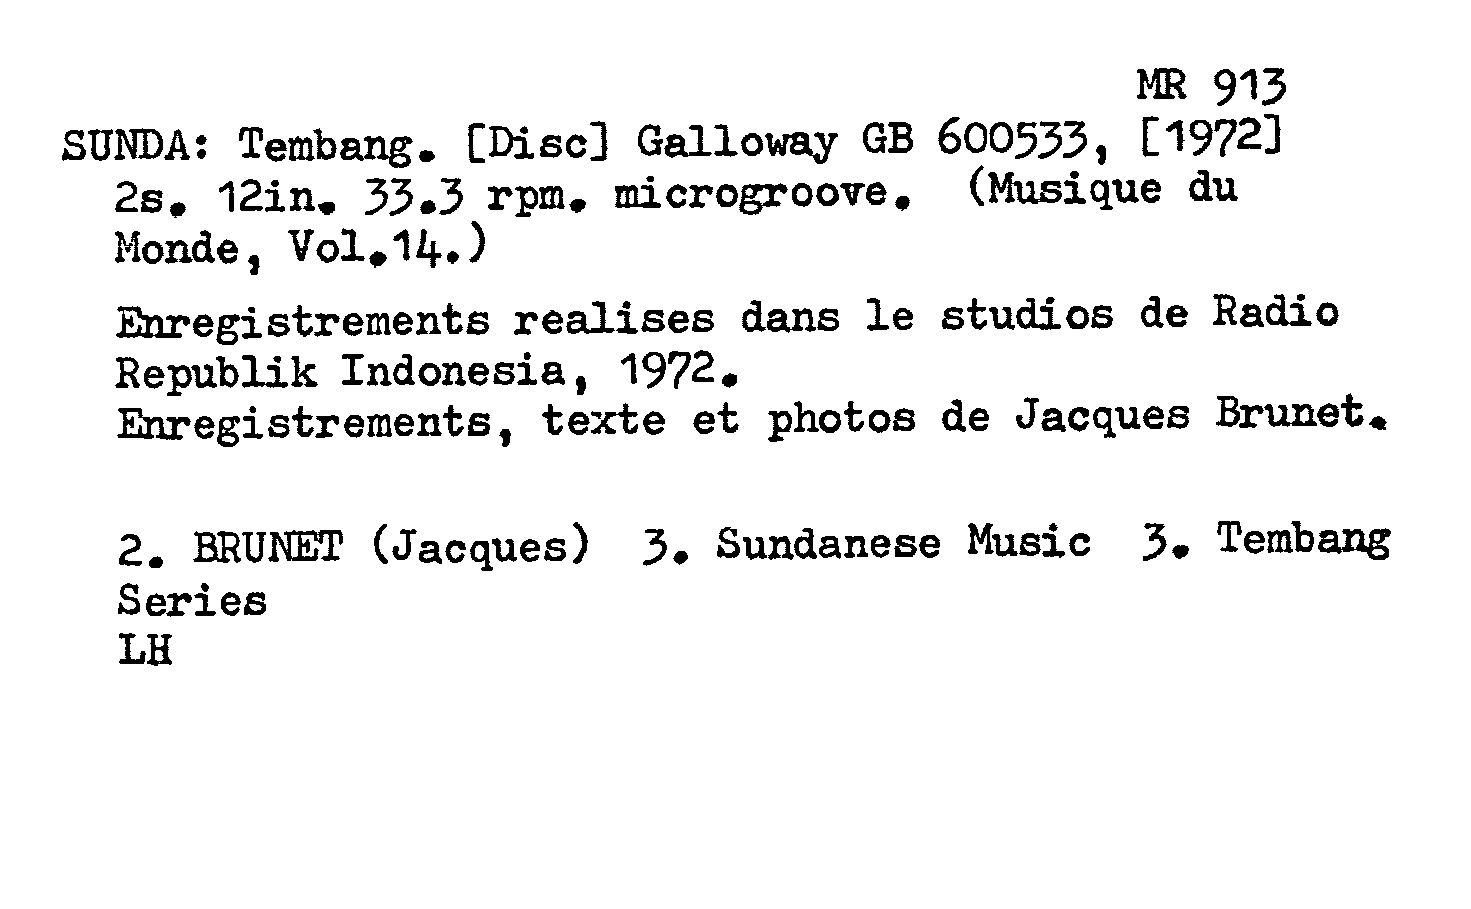 MR 913
SUNDA: Tembang. [Disc] Galloway GB 600533, [1972]
2s. 12in. 33.3 rpm. microgroove. (Musique du
Monde, Vol.14.)
Enregistrements realises dans le studios de Radio
Republik Indonesia, 1972.
Enregistrements, texte et photos de Jacques Brunet.
2. BRUNET (Jacques) 3. Sundanese Music 3. Tembang
Series
LH